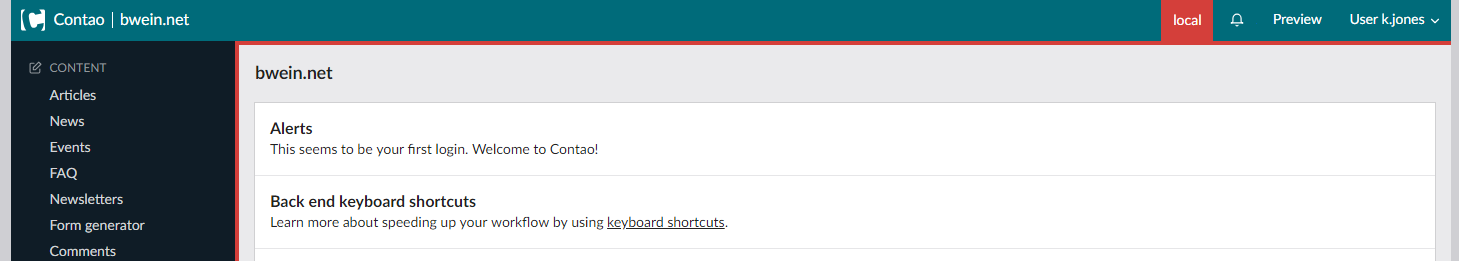 Contao | bwein.net
local
Preview
User k.jones
CONTENT
Articles
News
Events
FAQ
Newsletters
Form generator
Comments
bwein.net
Alerts
This seems to be your first login. Welcome to Contao!
Back end keyboard shortcuts
Learn more about speeding up your workflow by using keyboard shortcuts.